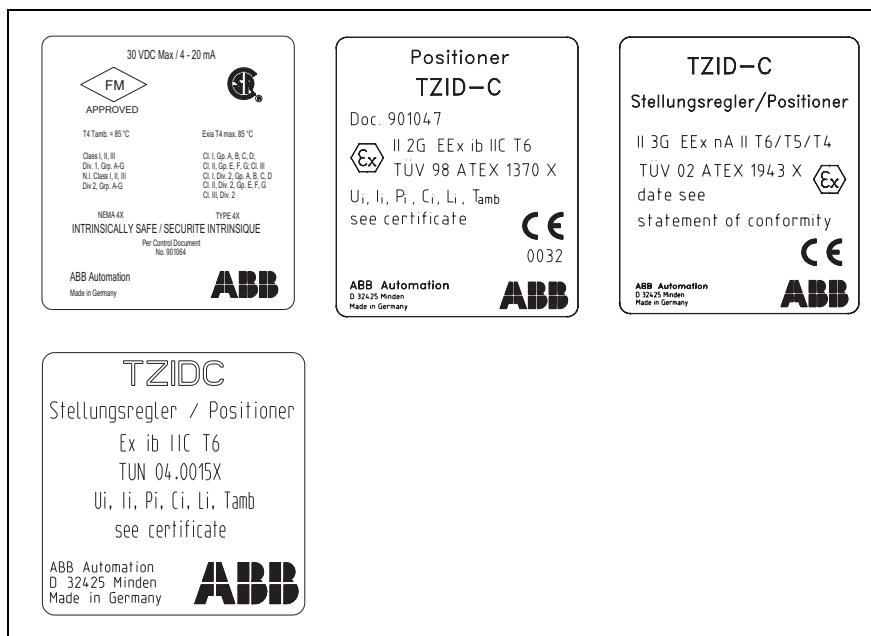 30 VDC Max / 4 - 20 mA
FM
APPROVED
SA
®
T4 Tamb. = 85 °C
Exia T4 max. 85 °C
Class I, II, III
Div. 1, Grp. A-G
N.I. Class I, II, III
Div 2, Grp. A-G
Cl. I, Gp. A, B, C, D;
Cl. II, Gp. E, F, G; Cl. III
Cl. I, Div. 2, Gp. A, B, C, D
Cl. II, Div. 2, Gp. E, F, G
Cl. III, Div. 2
NEMA 4X
TYPE 4X
INTRINSICALLY SAFE / SECURITE INTRINSIQUE
Per Control Document
No. 901064
ABB Automation
Made in Germany
ABB
Positioner
TZID-C
Doc. 901047
II 2G EEx ib IIC T6
Ex
TÜV 98 ATEX 1370 X
Ui, Ii, Pi, Ci, Li, Tamb
see certificate
CE
0032
ABB Automation
D 32425 Minden
Made in Germany
ABB
TZID-C
Stellungsregler/Positioner
II 3G EEx nA II T6/T5/T4
TÜV 02 ATEX 1943 X
Ex
date see
statement of conformity
CE
ABB Automation
D 32425 Minden
Made in Germany
ABB
TZIDC
Stellungsregler / Positioner
Ex ib IIC T6
TUN 04.0015X
Ui, Ii, Pi, Ci, Li, Tamb
see certificate
ABB Automation
D 32425 Minden
Made in Germany
ABB